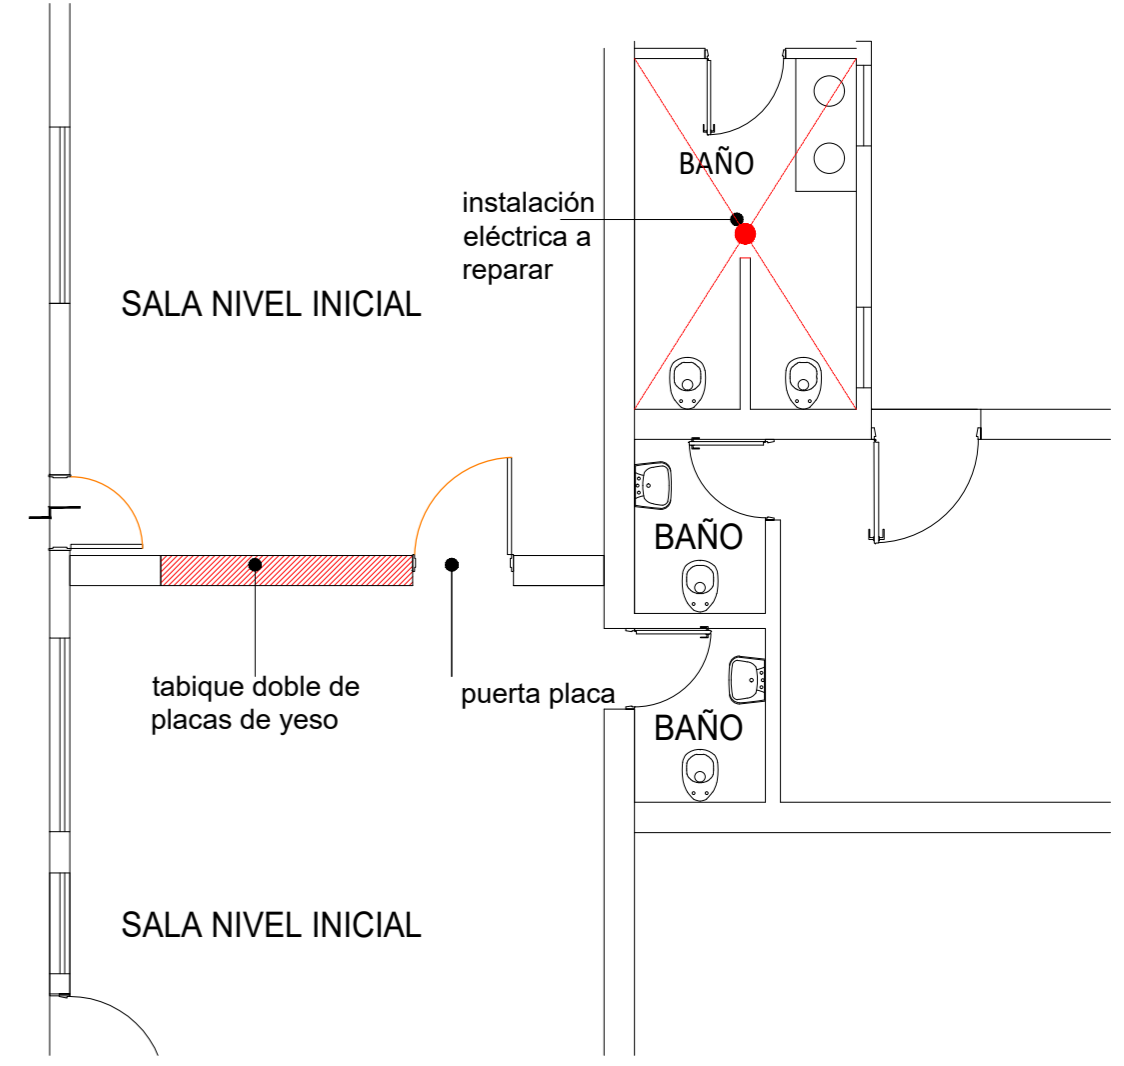 BAÑO
instalación
eléctrica a
reparar
SALA NIVEL INICIAL
BAÑO
tabique doble de
placas de yeso
puerta placa
BAÑO
SALA NIVEL INICIAL